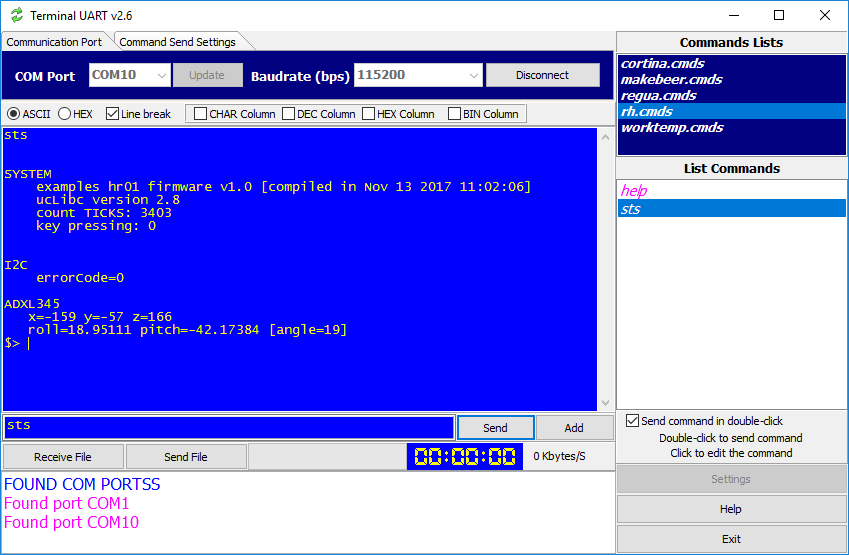 Terminal UART v2.6
Communication Port
Command Send Settings
COM Port
COM10
Update
Baudrate (bps)
115200
Disconnect
ASCII
HEX
Line break
CHAR Column
DEC Column
HEX Column
BIN Column
sts
SYSTEM
examples hr01 firmware v1.0 [compiled in Nov 13 2017 11:02:06]
ucLibc version 2.8
count TICKS: 3403
key pressing: 0
I2C
errorCode=0
ADXL345
x=-159 y=-57 z=166
roll=18.95111 pitch=-42.17384 [angle=19]
$>
sts
Send
Add
Receive File
Send File
00:00:00
0 Kbytes/S
FOUND COM PORTSS
Found port COM1
Found port COM10
Commands Lists
cortina.cmds
makebeer.cmds
regua.cmds
rh.cmds
worktemp.cmds
List Commands
help
sts
Send command in double-click
Double-click to send command
Click to edit the command
Settings
Help
Exit